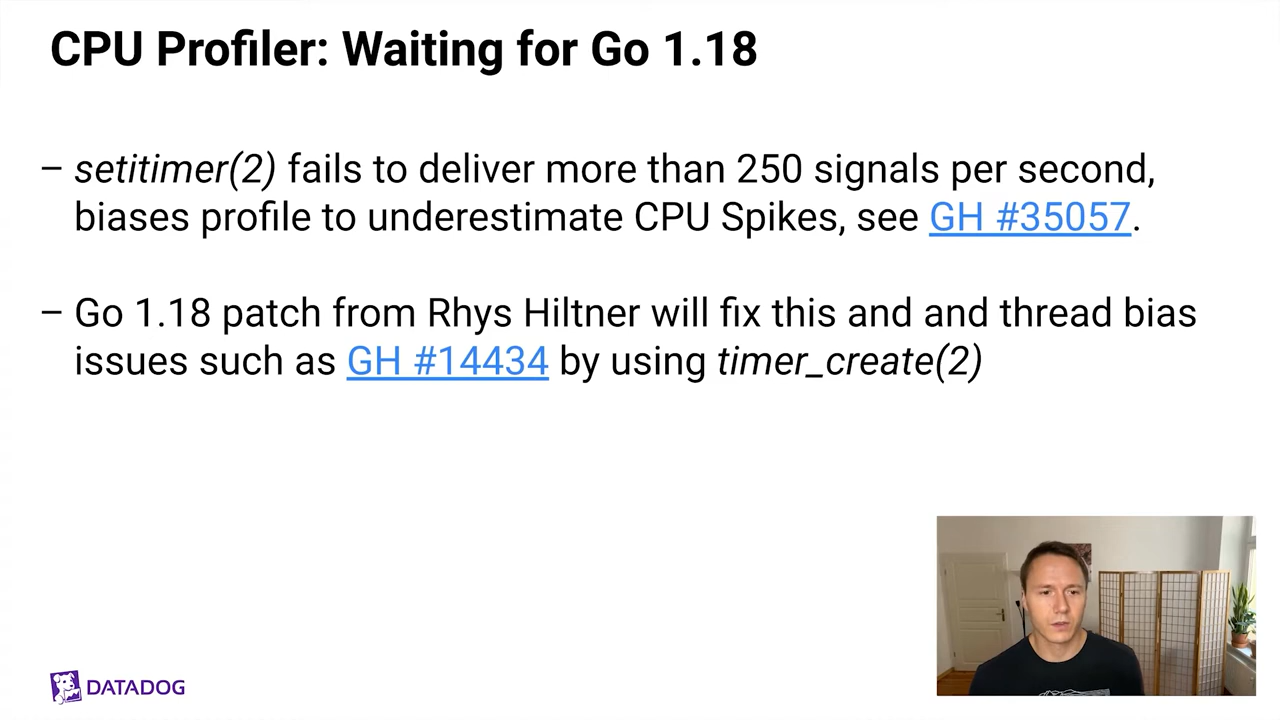 CPU Profiler: Waiting for Go 1.18
– setitimer(2) fails to deliver more than 250 signals per second,
biases profile to underestimate CPU Spikes, see GH #35057.
– Go 1.18 patch from Rhys Hiltner will fix this and and thread bias
issues such as GH #14434 by using timer_create(2)
DATADOG